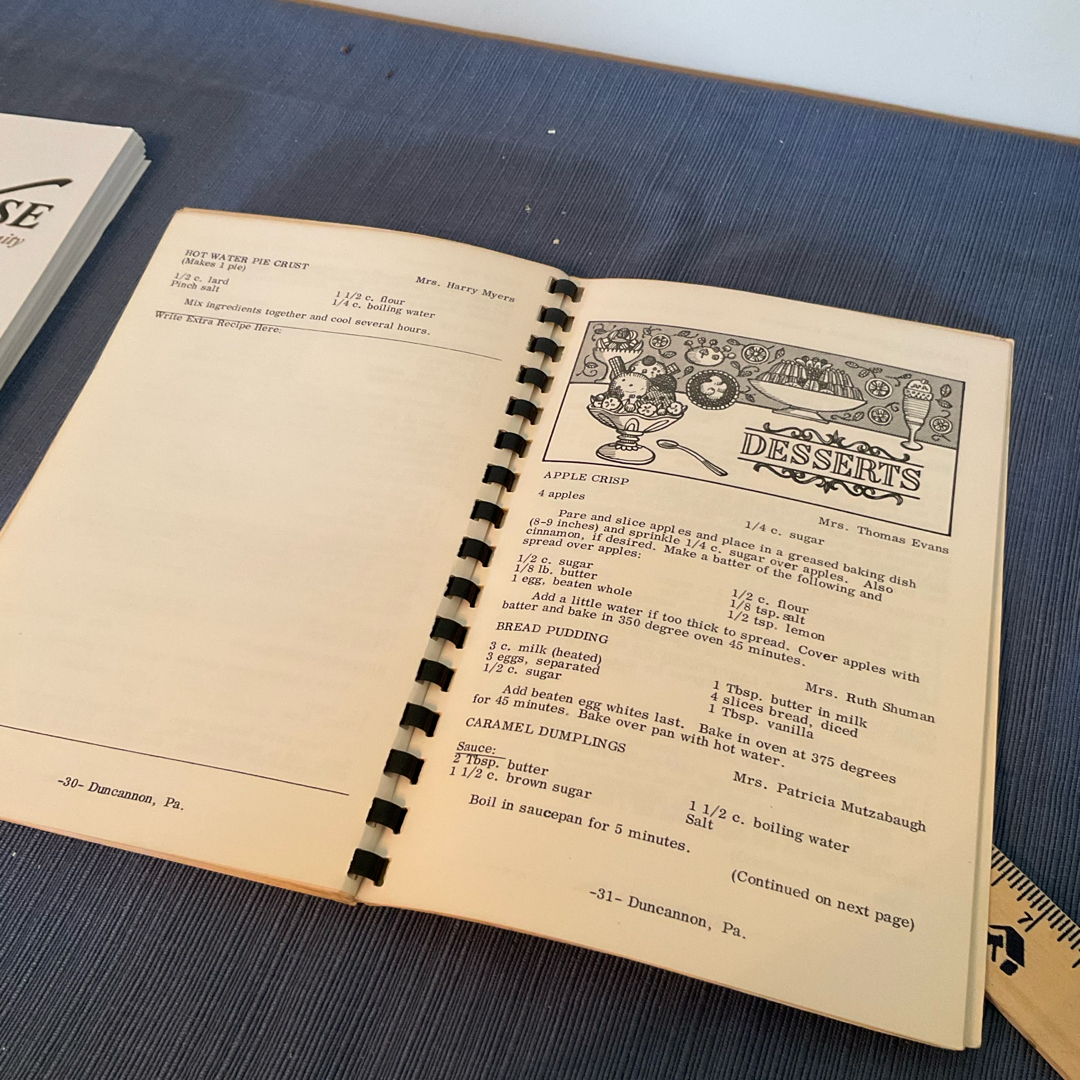 SE
HOT WATER PIE CRUST
(Makes 1 pie)
Mrs. Harry Myers
1/2 c. lard
Pinch salt
1 1/2 c. flour
1/4 c. boiling water
Mix ingredients together and cool several hours.
Write Extra Recipe Here:
-30- Duncannon, Pa.
DESSERTS
APPLE CRISP
Mrs. Thomas Evans
4 apples
1/4 c. sugar
Pare and slice apples and place in a greased baking dish
(8-9 inches) and sprinkle 1/4 c. sugar over apples. Also
cinnamon, if desired. Make a batter of the following and
spread over apples:
1/2 c. sugar
1/8 lb. butter
1 egg, beaten whole
1/2 c. flour
1/8 tsp. salt
1/2 tsp. lemon
Add a little water if too thick to spread. Cover apples with
batter and bake in 350 degree oven 45 minutes.
BREAD PUDDING
Mrs. Ruth Shuman
3 c. milk (heated)
3 eggs, separated
1/2 c. sugar
1 Tbsp. butter in milk
4 slices bread, diced
1 Tbsp. vanilla
Add beaten egg whites last. Bake in oven at 375 degrees
for 45 minutes. Bake over pan with hot water.
CARAMEL DUMPLINGS
Mrs. Patricia Mutzabaugh
Sauce:
2 Tbsp. butter
1 1/2 c. brown sugar
1 1/2 c. boiling water
Salt
Boil in saucepan for 5 minutes.
(Continued on next page)
-31- Duncannon, Pa.
7